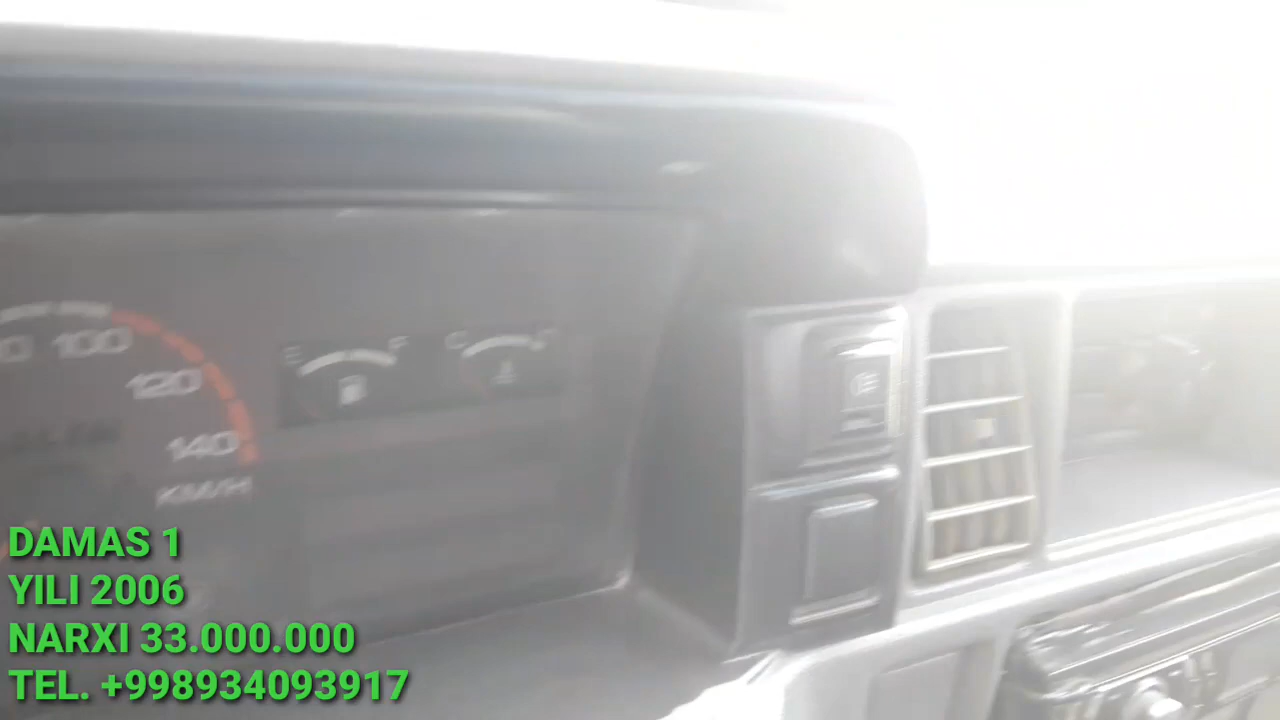 100
120
140
KM/H
E F
C
DAMAS 1
YILI 2006
NARXI 33.000.000
TEL. +998934093917